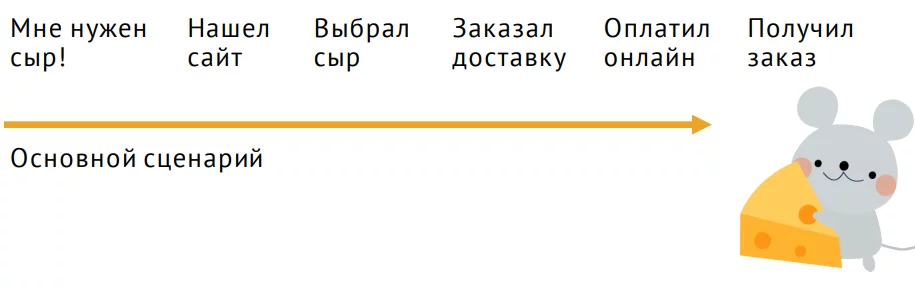 Мне нужен
сыр!
Нашел
сайт
Выбрал
сыр
Заказал
доставку
Оплатил
онлайн
Получил
заказ
Основной сценарий